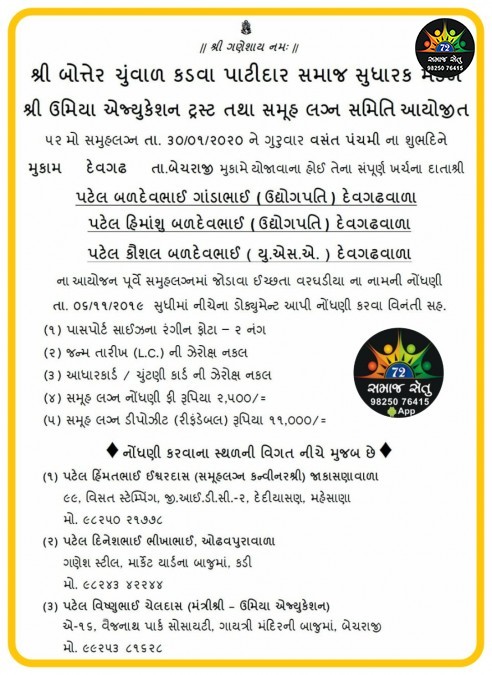 || શ્રી ગણેશાય નમઃ ||
72
સમાજ સેતુ
98250 76415
શ્રી બોત્તેર ચુંવાળ કડવા પાટીદાર સમાજ સુધારક
શ્રી ઉમિયા એજ્યુકેશન ટ્રસ્ટ તથા સમૂહ લગ્ન સમિતિ આયોજીત
૫૨ મો સમુહલગ્ન તા. ૩૦/૦૧/૨૦૨૦ ને ગુરુવાર વસંત પંચમી ના શુભદિને
મુકામ દેવગઢ તા.બેચરાજી મુકામે યોજાવાના હોઈ તેના સંપૂર્ણ ખર્ચના દાતાશ્રી
પટેલ બળદેવભાઈ ગાંડાભાઈ ( ઉદ્યોગપતિ ) દેવગઢવાળા
પટેલ હિમાંશુ બળદેવભાઈ ( ઉદ્યોગપતિ ) દેવગઢવાળા
પટેલ કૌશલ બળદેવભાઈ ( યુ.એસ.એ. ) દેવગઢવાળા
ના આયોજન પૂર્વે સમુહલગ્નમાં જોડાવા ઈચ્છતા વરઘડીયા ના નામની નોંધણી
તા. ૦૬/૧૧/૨૦૧૯ સુધીમાં નીચેના ડોક્યુમેન્ટ આપી નોંધણી કરવા વિનંતી સહ.
(૧) પાસપોર્ટ સાઈઝના રંગીન ફોટા – ૨ નંગ
(૨) જન્મ તારીખ (L.C.) ની ઝેરોક્ષ નકલ
(૩) આધારકાર્ડ / ચુંટણી કાર્ડ ની ઝેરોક્ષ નકલ
(૪) સમૂહ લગ્ન નોંધણી ફી રૂપિયા ૨,૫૦૦/=
(૫) સમૂહ લગ્ન ડીપોઝીટ (રીફંડેબલ) રૂપિયા ૧૧,૦૦૦/=
72
સમાજ સેતુ
98250 76415
App
♦ નોંધણી કરવાના સ્થળની વિગત નીચે મુજબ છે ♦
(૧) પટેલ હિંમતભાઈ ઈશ્વરદાસ (સમૂહલગ્ન કન્વીનરશ્રી) જાકાસણાવાળા
૯૯, વિસત સ્ટેમ્પિંગ, જી.આઈ.ડી.સી.-૨, દેદીયાસણ, મહેસાણા
મો. ૯૮૨૫૦ ૨૧૭૭૮
(૨) પટેલ દિનેશભાઈ ભીખાભાઈ, ઓઢવપુરાવાળા
ગણેશ સ્ટીલ, માર્કેટ યાર્ડના બાજુમાં, કડી
મો. ૯૮૨૪૩ ૪૨૨૪૪
(3) પટેલ વિષ્ણુભાઈ ચેલદાસ (મંત્રીશ્રી – ઉમિયા એજ્યુકેશન)
એ-૧૬, વૈજનાથ પાર્ક સોસાયટી, ગાયત્રી મંદિરની બાજુમાં, બેચરાજી
મો. ૯૯૨૫૩ ૮૧૬૨૮